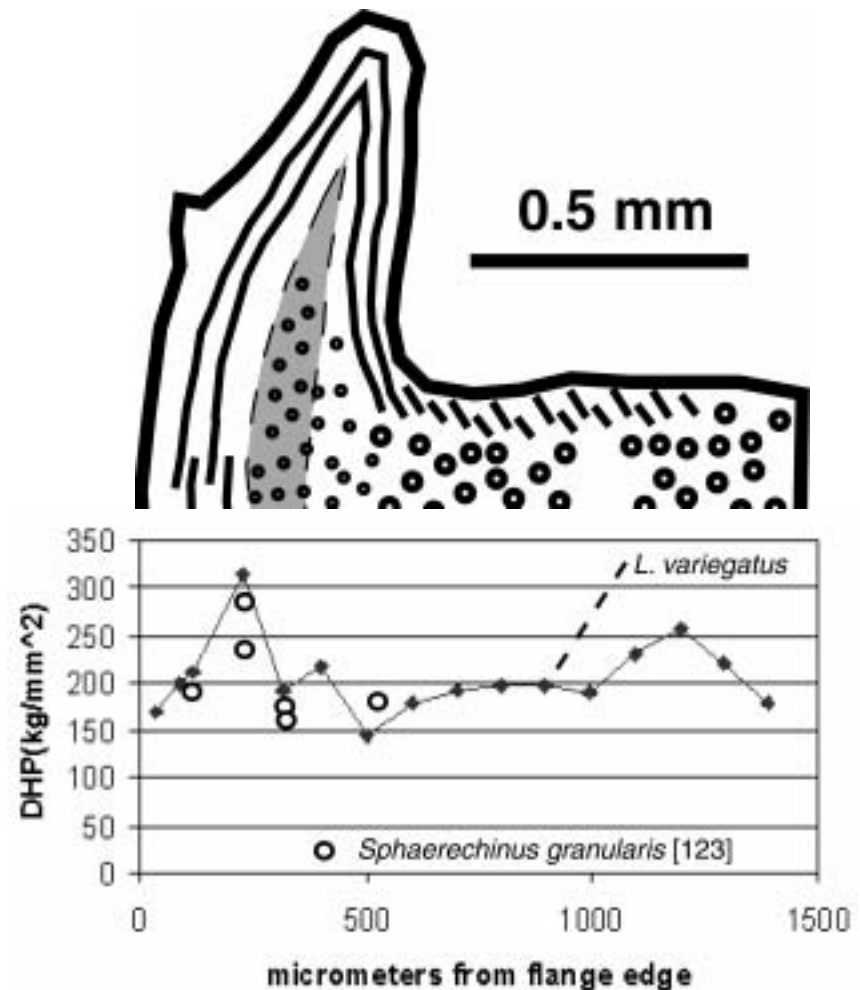 0.5 mm
350
300
250
200
150
100
50
0
DHP(kg/mm^2)
L. variegatus
Sphaerechinus granularis [123]
0 500 1000 1500
micrometers from flange edge